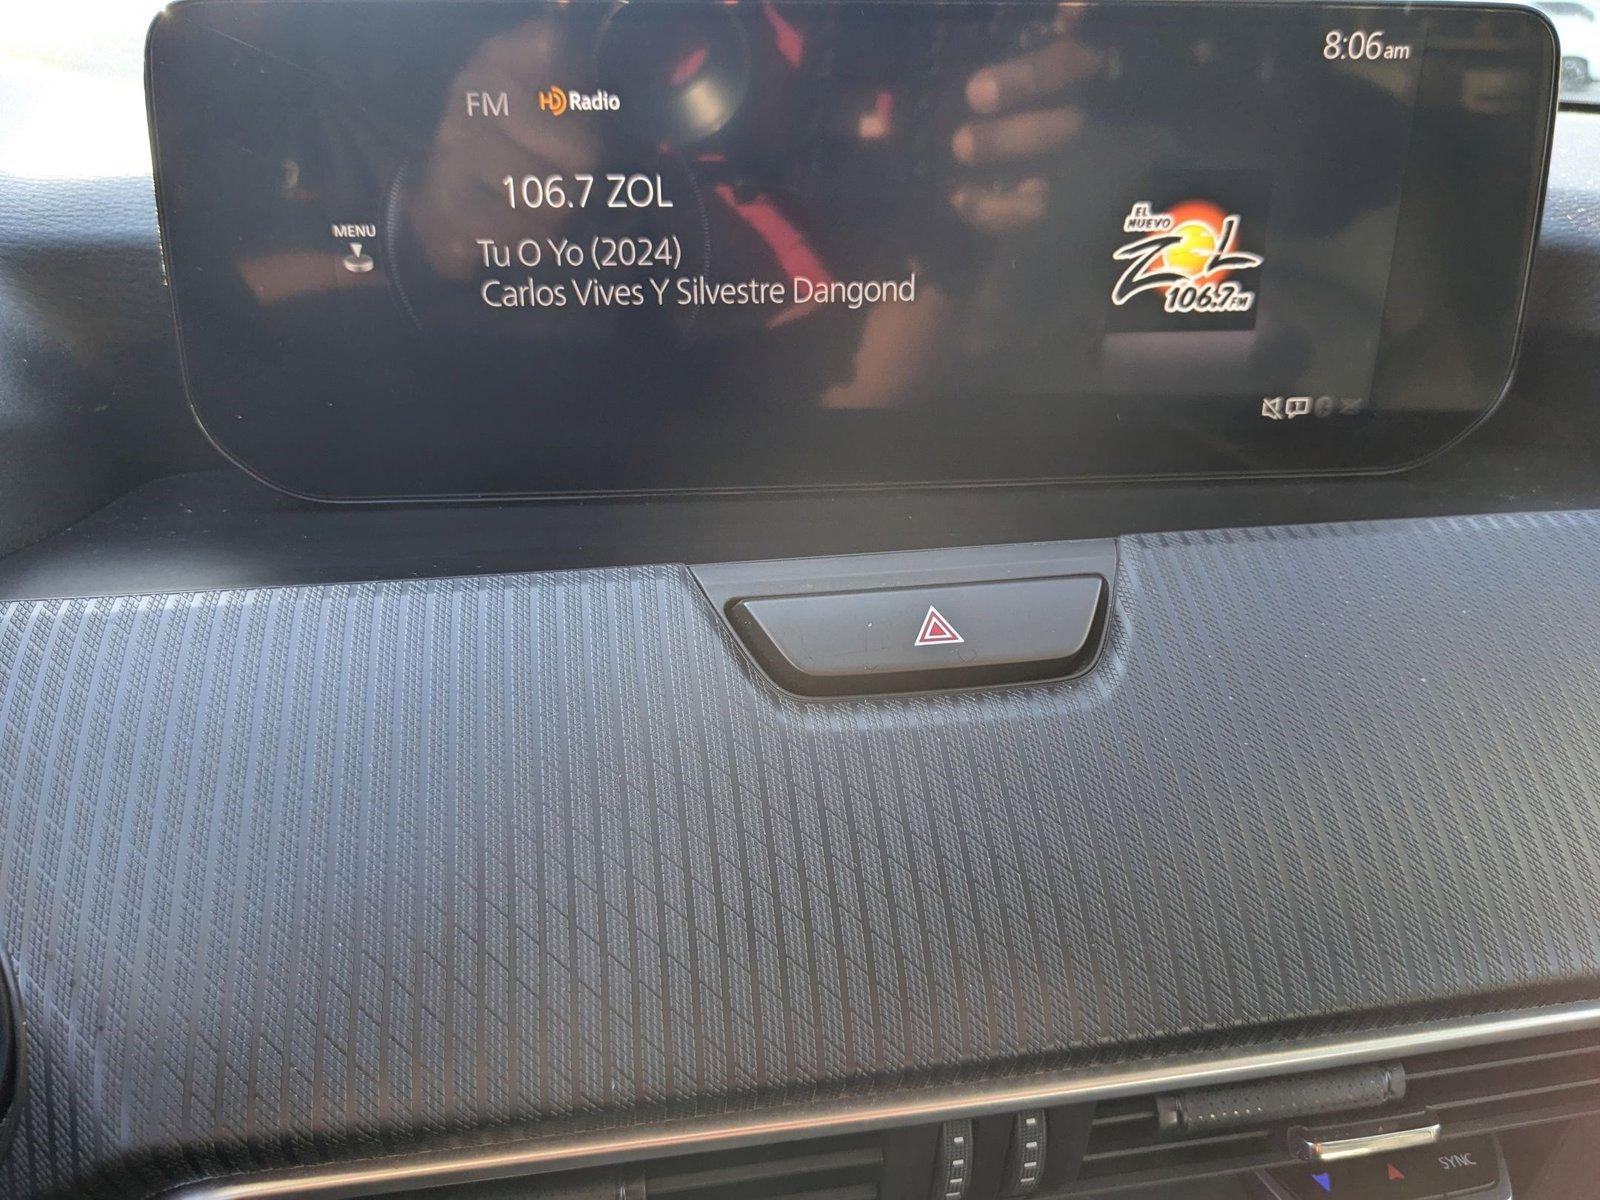 8:06am
FM HD Radio
106.7 ZOL
MENU
Tu O Yo (2024)
Carlos Vives Y Silvestre Dangond
EL
NUEVO
ZOL
106.7FM
SYNC